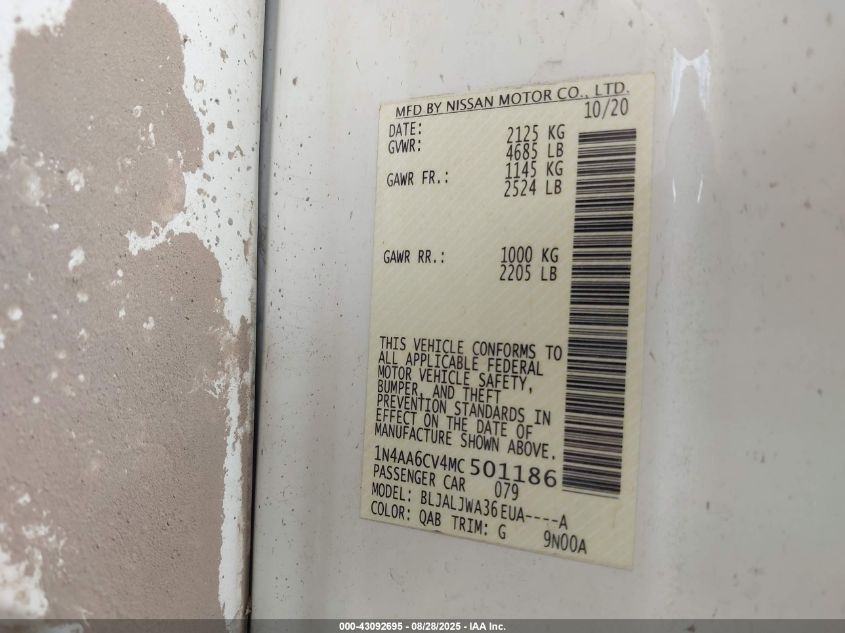 MFD BY NISSAN MOTOR CO., LTD.
DATE: 10/20
GVWR: 2125 KG
4685 LB
GAWR FR.: 1145 KG
2524 LB
GAWR RR.: 1000 KG
2205 LB
THIS VEHICLE CONFORMS TO
ALL APPLICABLE FEDERAL
MOTOR VEHICLE SAFETY,
BUMPER, AND THEFT
PREVENTION STANDARDS IN
EFFECT ON THE DATE OF
MANUFACTURE SHOWN ABOVE.
1N4AA6CV4MC501186
PASSENGER CAR 079
MODEL: BLJALJWA36EUA----A
COLOR: QAB TRIM: G 9N00A
000-43092695 - 08/28/2025 - IAA Inc.